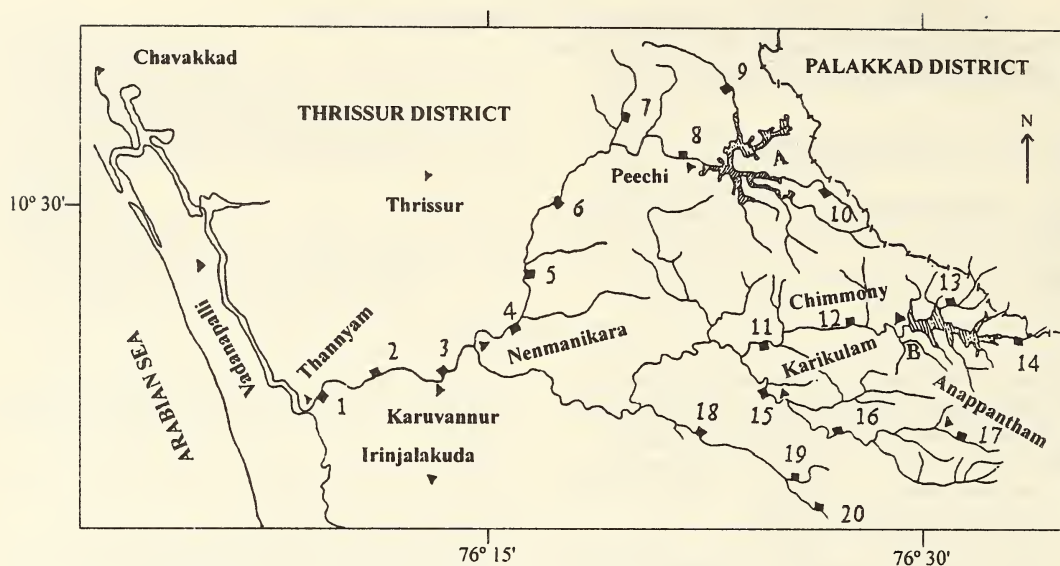 Chavakkad
9
PALAKKAD DISTRICT
THRISSUR DISTRICT
7
N
8
A
Peechi
Thrissur
10° 30'
6
10
5
13
Chimmony
4
12
11
Nenmanikara
Vadanapalli
Thannyam
3
2
Karikulam
B
14
ARABIAN SEA
1
Karuvannur
15
Anappantham
18
16
17
Irinjalakuda
19
20
76° 15'
76° 30'